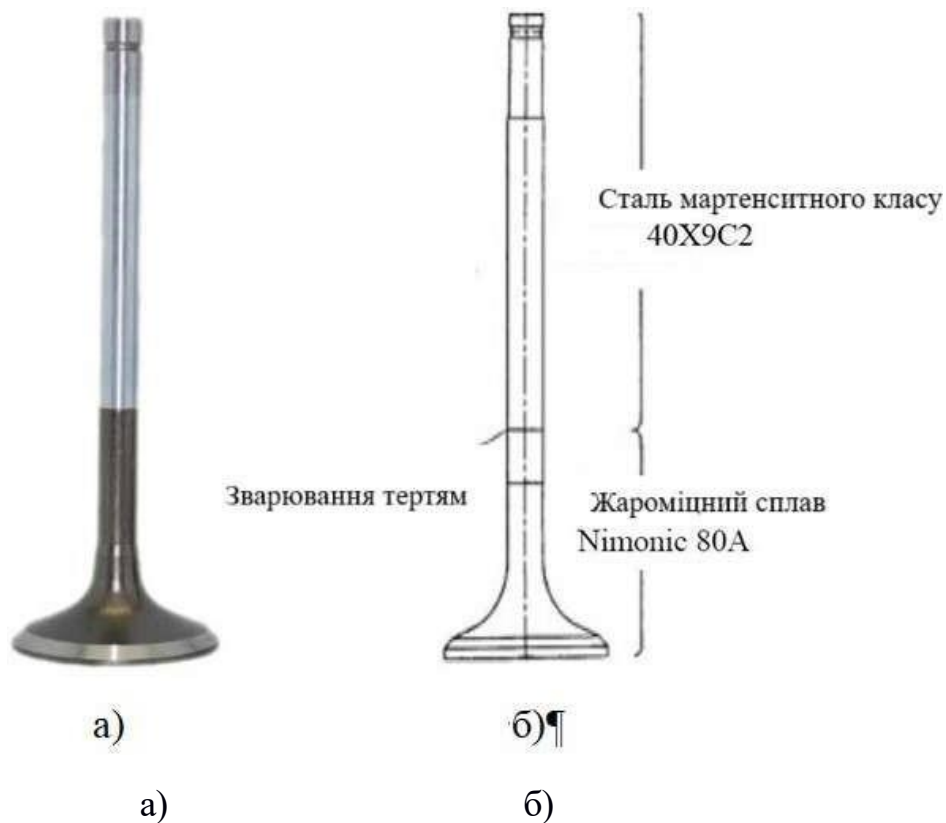 Сталь мартенситного класу
40Х9С2
Зварювання тертям
Жароміцний сплав
Nimonic 80A
а)
б)¶
а)
б)